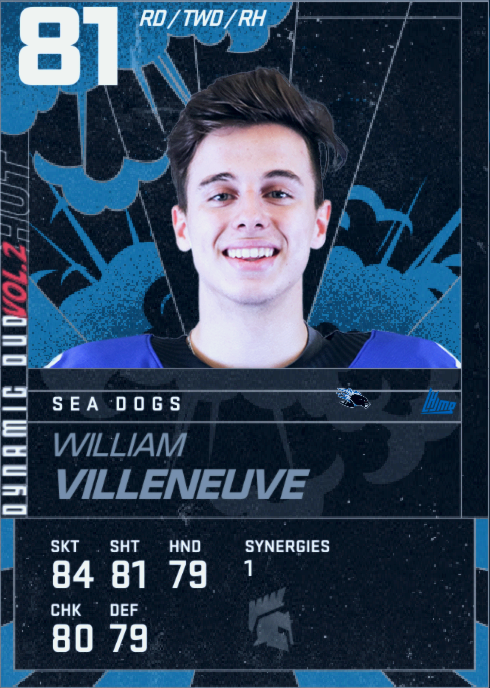 81
RD / TWD / RH
HUT
DYNAMIC DUO VOL.2
SEA DOGS
WILLIAM
VILLENEUVE
SKT SHT HND SYNERGIES
84 81 79 1
CHK DEF
80 79